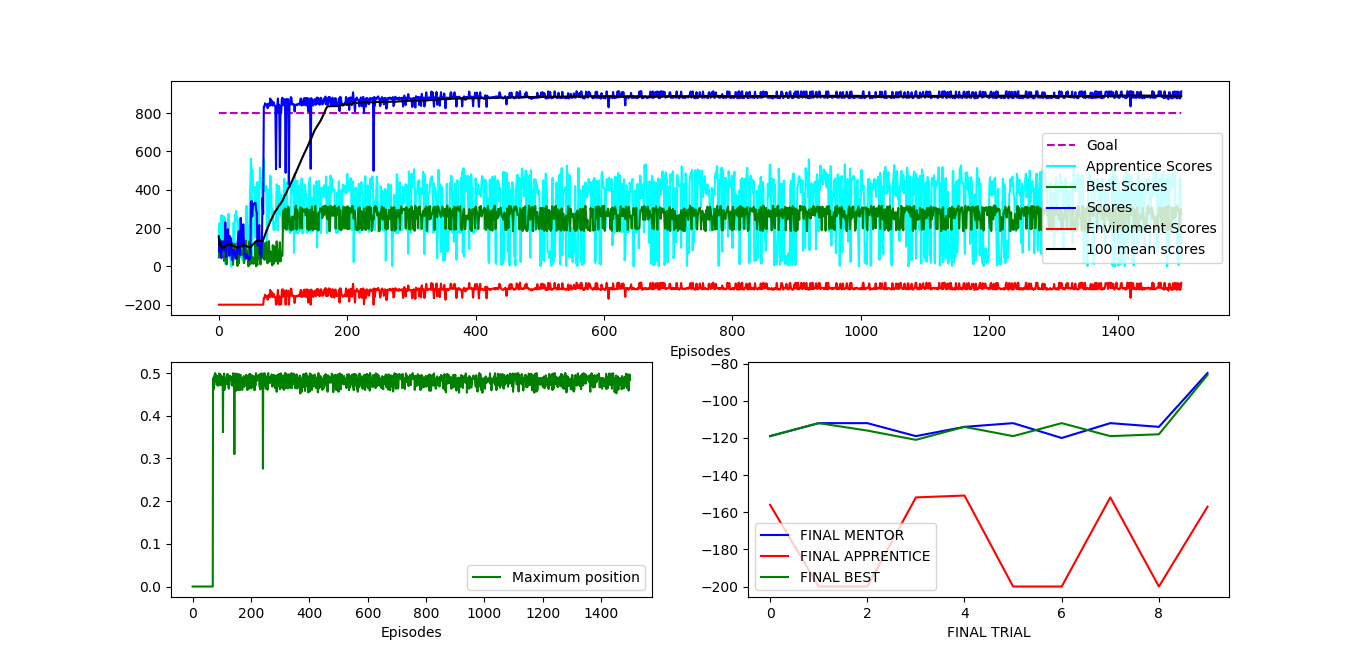 800
600
400
200
0
−200
0 200 400 600 800 1000 1200 1400
Episodes
Goal
Apprentice Scores
Best Scores
Scores
Enviroment Scores
100 mean scores
0.5
0.4
0.3
0.2
0.1
0.0
0 200 400 600 800 1000 1200 1400
Episodes
Maximum position
−80
−100
−120
−140
−160
−180
−200
0 2 4 6 8
FINAL TRIAL
FINAL MENTOR
FINAL APPRENTICE
FINAL BEST